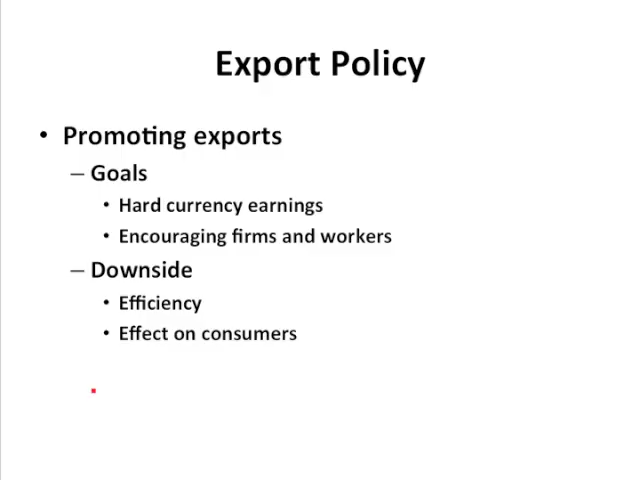 Export Policy
• Promoting exports
– Goals
• Hard currency earnings
• Encouraging firms and workers
– Downside
• Efficiency
• Effect on consumers